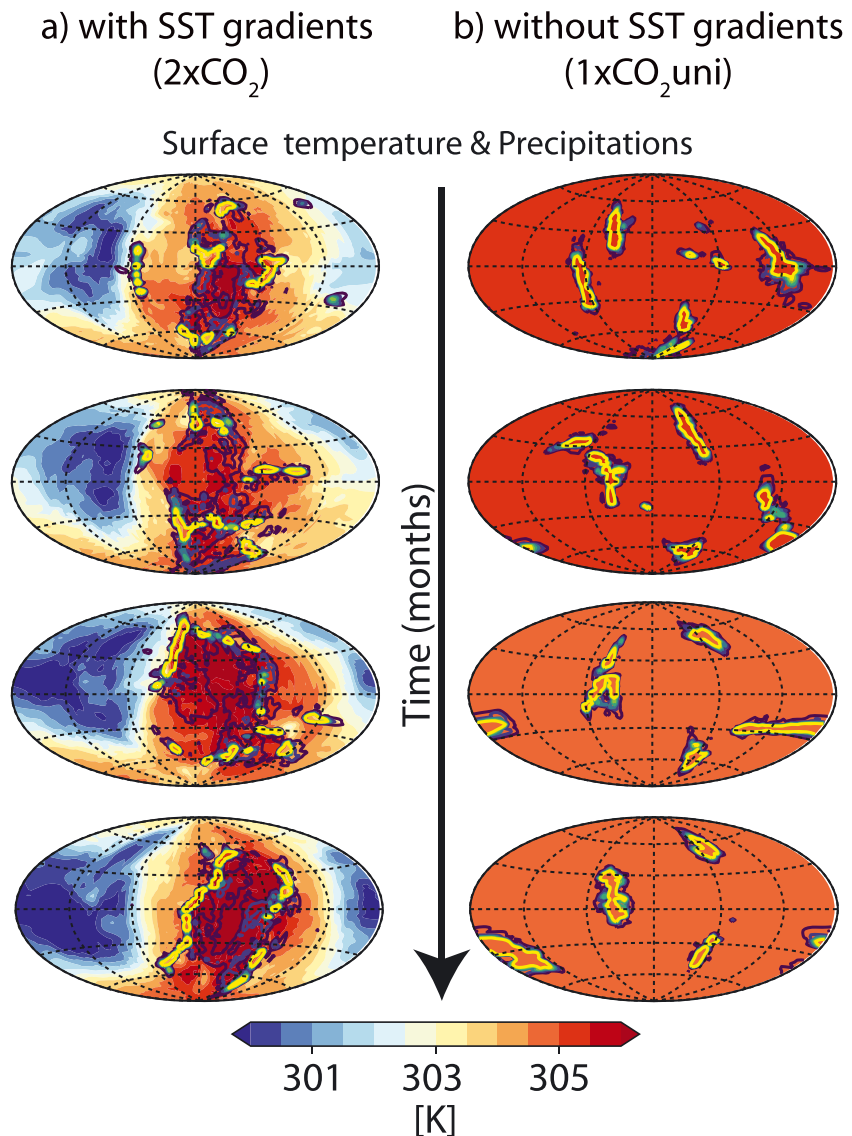 a) with SST gradients
(2xCO₂)
b) without SST gradients
(1xCO₂uni)
Surface temperature & Precipitations
Time (months)
301 303 305
[K]